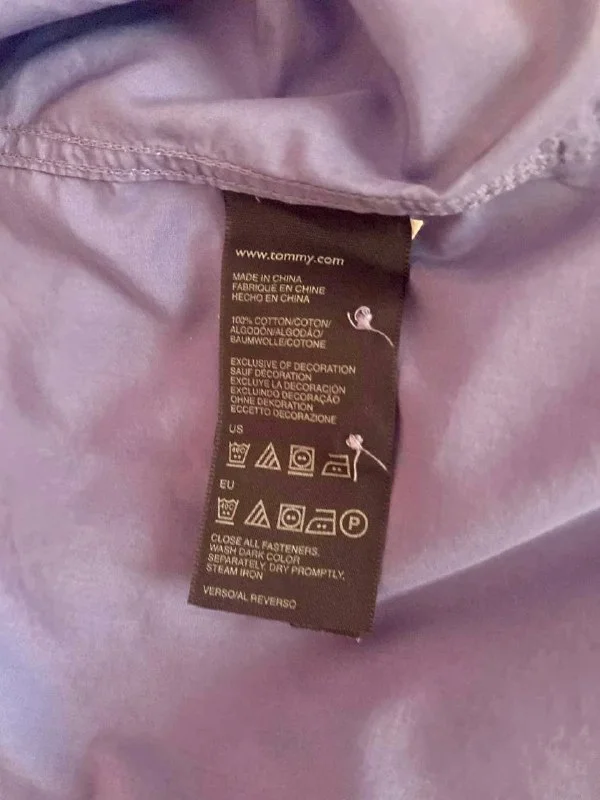 www.tommy.com
MADE IN CHINA
FABRIQUÉ EN CHINE
HECHO EN CHINA
100% COTTON/COTON/
ALGODÓN/ALGODÃO/
BAUMWOLLE/COTONE
EXCLUSIVE OF DECORATION
SAUF DÉCORATION
EXCLUYE LA DECORACIÓN
EXCLUINDO DECORAÇÃO
OHNE DEKORATION
ECCETTO DECORAZIONE
US
40C
EU
40C
P
CLOSE ALL FASTENERS.
WASH DARK COLOR
SEPARATELY, DRY PROMPTLY,
STEAM IRON
VERSO/AL REVERSO